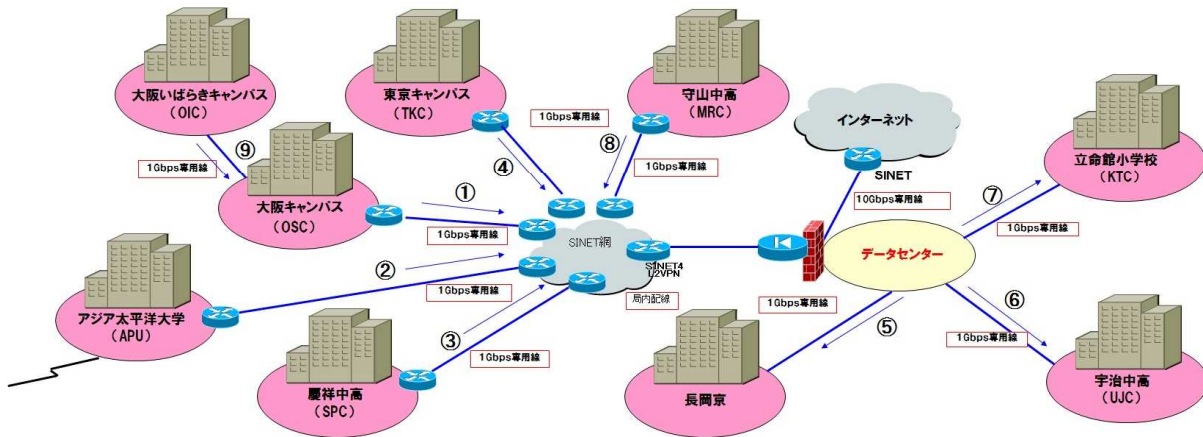 大阪いばらきキャンパス
(OIC)
東京キャンパス
(TKC)
守山中高
(MRC)
インターネット
SINET
立命館小学校
(KTC)
1Gbps専用線
⑨
1Gbps専用線
④
⑧
1Gbps専用線
大阪キャンパス
(OSC)
①
1Gbps専用線
10Gbps専用線
⑦
1Gbps専用線
SINET網
SINET4
L2VPN
局内配線
データセンター
アジア太平洋大学
(APU)
②
1Gbps専用線
③
1Gbps専用線
慶祥中高
(SPC)
1Gbps専用線
⑤
長岡京
⑥
1Gbps専用線
宇治中高
(UJC)